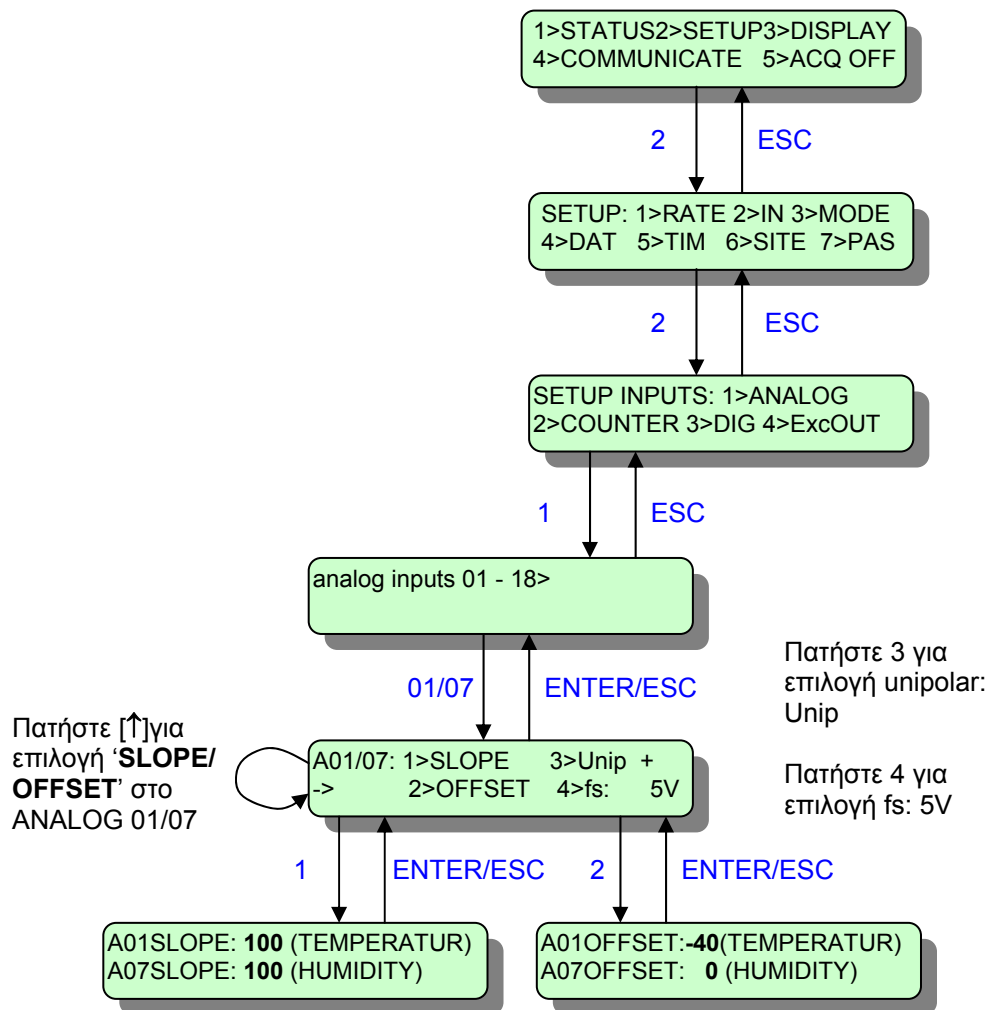 1>STATUS2>SETUP3>DISPLAY
4>COMMUNICATE 5>ACQ OFF
2
ESC
SETUP: 1>RATE 2>IN 3>MODE
4>DAT 5>TIM 6>SITE 7>PAS
2
ESC
SETUP INPUTS: 1>ANALOG
2>COUNTER 3>DIG 4>ExcOUT
1
ESC
analog inputs 01 - 18>
01/07
ENTER/ESC
Πατήστε 3 για
επιλογή unipolar:
Unip
Πατήστε 4 για
επιλογή fs: 5V
Πατήστε [↑]για
επιλογή ‘SLOPE/
OFFSET’ στο
ANALOG 01/07
A01/07: 1>SLOPE 3>Unip +
-> 2>OFFSET 4>fs: 5V
1
ENTER/ESC
2
ENTER/ESC
A01SLOPE: 100 (TEMPERATUR)
A07SLOPE: 100 (HUMIDITY)
A01OFFSET:-40(TEMPERATUR)
A07OFFSET: 0 (HUMIDITY)